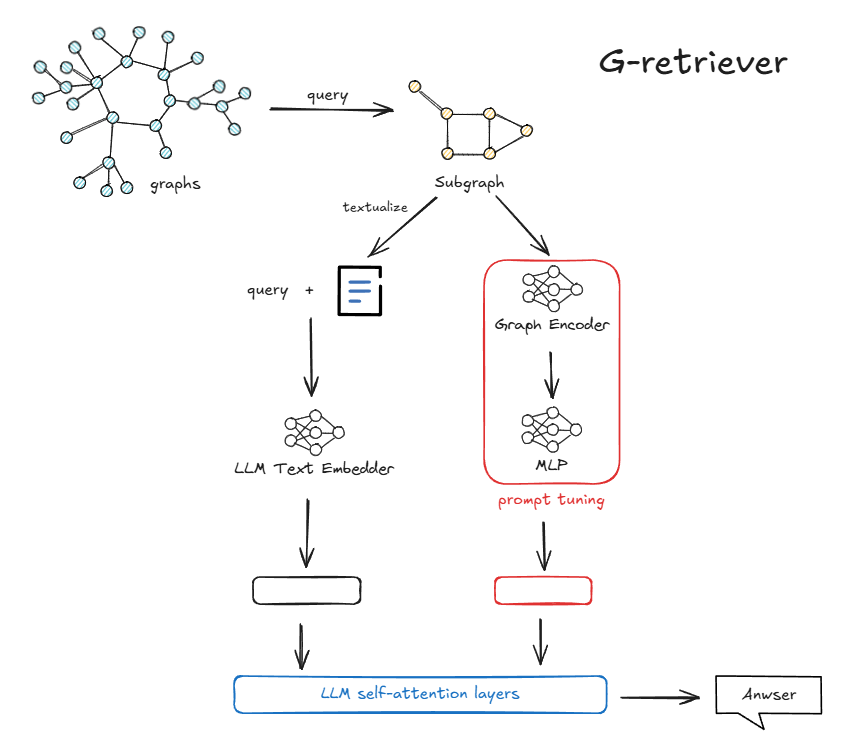 G-retriever
query
graphs
Subgraph
textualize
query +
Graph Encoder
LLM Text Embedder
MLP
prompt tuning
LLM self-attention layers
Anwser